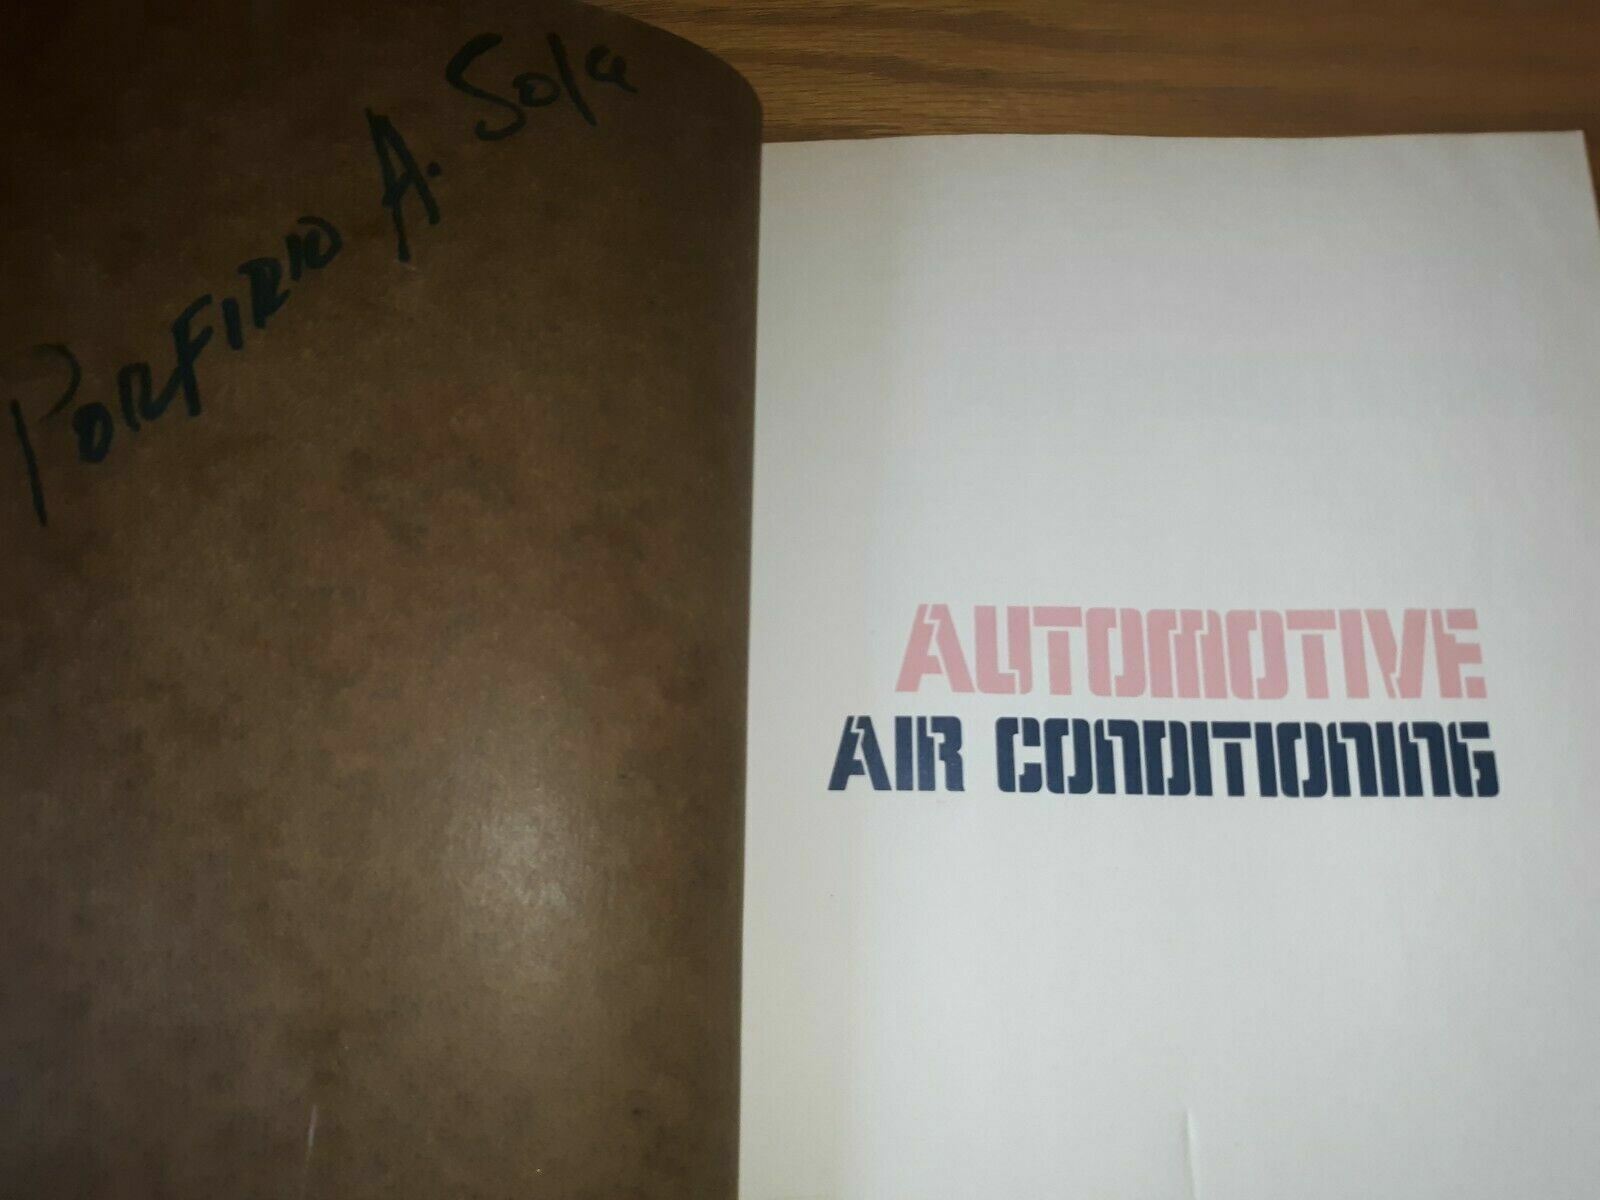 PORFIRIO A. Sola
AUTOMOTIVE
AIR CONDITIONING